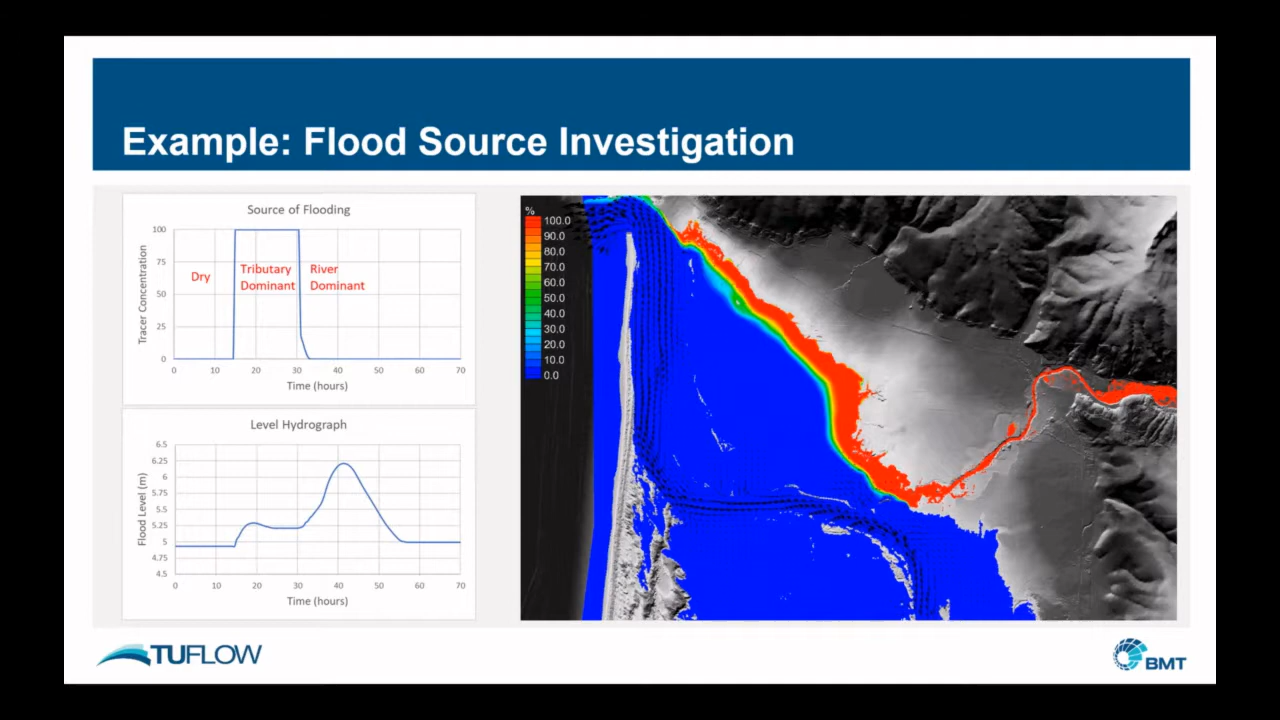 Example: Flood Source Investigation
Source of Flooding
Tracer Concentration
100
75
50
25
0
Dry
Tributary
Dominant
River
Dominant
0 10 20 30 40 50 60 70
Time (hours)
Level Hydrograph
Flood Level (m)
6.5
6.25
6
5.75
5.5
5.25
5
4.75
4.5
0 10 20 30 40 50 60 70
Time (hours)
%
100.0
90.0
80.0
70.0
60.0
50.0
40.0
30.0
20.0
10.0
0.0
TUFLOW
BMT